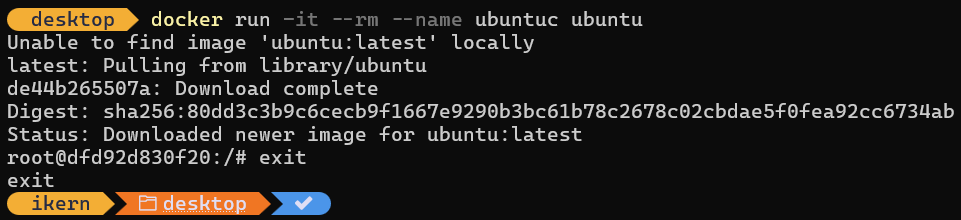 desktop docker run -it --rm --name ubuntuc ubuntu
Unable to find image 'ubuntu:latest' locally
latest: Pulling from library/ubuntu
de44b265507a: Download complete
Digest: sha256:80dd3c3b9c6cecb9f1667e9290b3bc61b78c2678c02cbdae5f0fea92cc6734ab
Status: Downloaded newer image for ubuntu:latest
root@dfd92d830f20:/# exit
exit
ikern desktop ✔